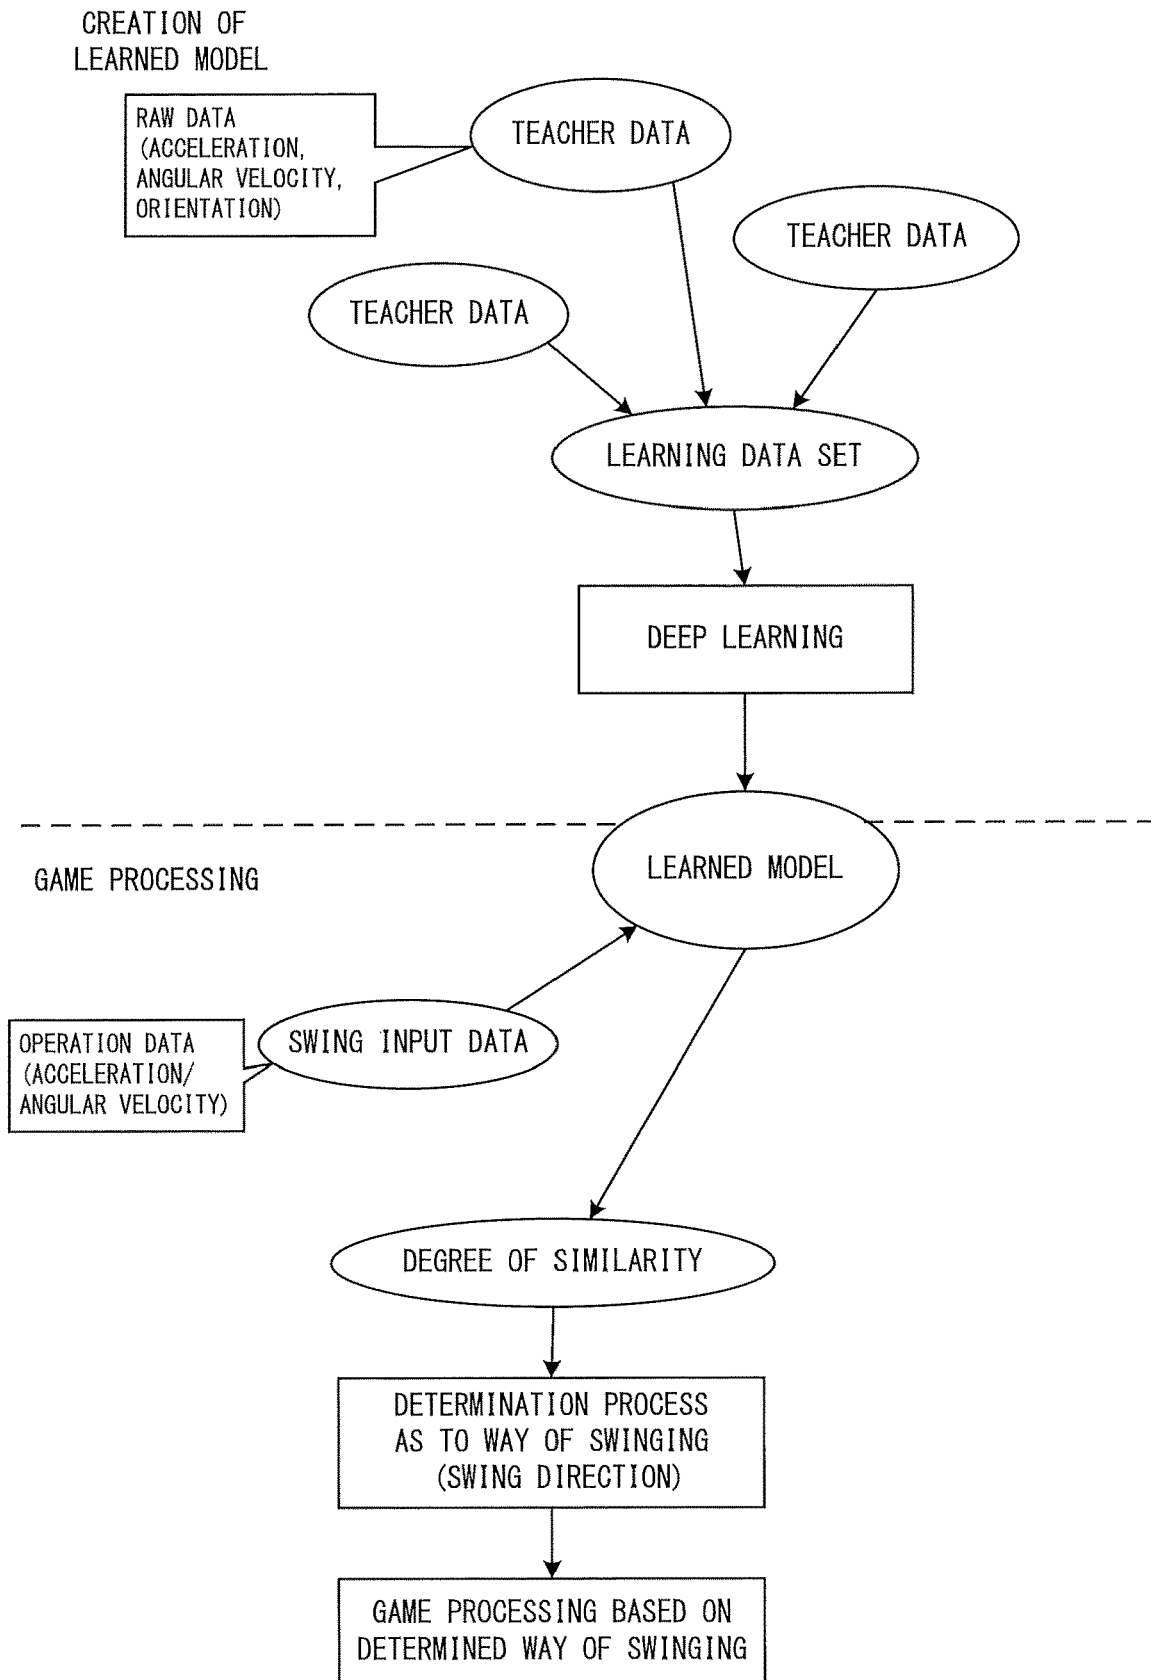 CREATION OF
LEARNED MODEL
RAW DATA
(ACCELERATION,
ANGULAR VELOCITY,
ORIENTATION)
TEACHER DATA
TEACHER DATA
TEACHER DATA
LEARNING DATA SET
DEEP LEARNING
LEARNED MODEL
GAME PROCESSING
SWING INPUT DATA
OPERATION DATA
(ACCELERATION/
ANGULAR VELOCITY)
DEGREE OF SIMILARITY
DETERMINATION PROCESS
AS TO WAY OF SWINGING
(SWING DIRECTION)
GAME PROCESSING BASED ON
DETERMINED WAY OF SWINGING